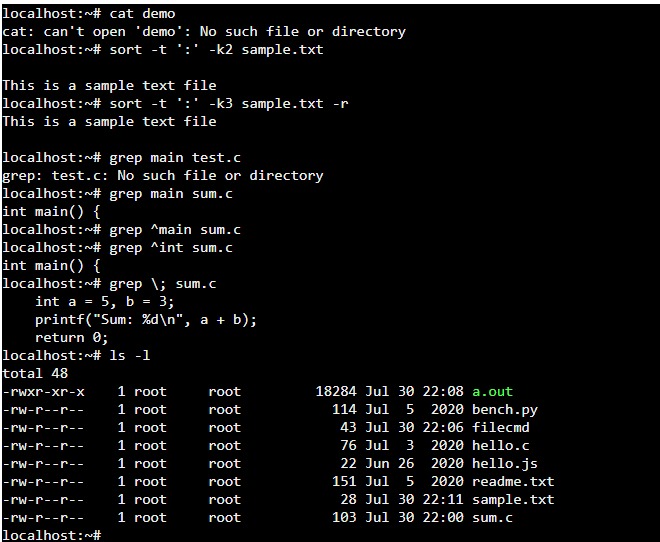 localhost:~# cat demo
cat: can't open 'demo': No such file or directory
localhost:~# sort -t ':' -k2 sample.txt

This is a sample text file
localhost:~# sort -t ':' -k3 sample.txt -r
This is a sample text file

localhost:~# grep main test.c
grep: test.c: No such file or directory
localhost:~# grep main sum.c
int main() {
localhost:~# grep ^main sum.c
localhost:~# grep ^int sum.c
int main() {
localhost:~# grep \; sum.c
    int a = 5, b = 3;
    printf("Sum: %d\n", a + b);
    return 0;
localhost:~# ls -l
total 48
-rwxr-xr-x    1 root     root         18284 Jul 30 22:08 a.out
-rw-r--r--    1 root     root           114 Jul  5  2020 bench.py
-rw-r--r--    1 root     root            43 Jul 30 22:06 filecmd
-rw-r--r--    1 root     root            76 Jul  3  2020 hello.c
-rw-r--r--    1 root     root            22 Jun 26  2020 hello.js
-rw-r--r--    1 root     root           151 Jul  5  2020 readme.txt
-rw-r--r--    1 root     root            28 Jul 30 22:11 sample.txt
-rw-r--r--    1 root     root           103 Jul 30 22:00 sum.c
localhost:~#